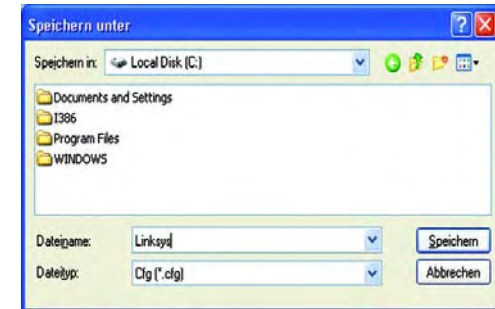 Speichern unter
Speichern in: Local Disk (C:)
Documents and Settings
I386
Program Files
WINDOWS
Dateiname: Linksys Speichern
Dateityp: Cfg (*.cfg) Abbrechen